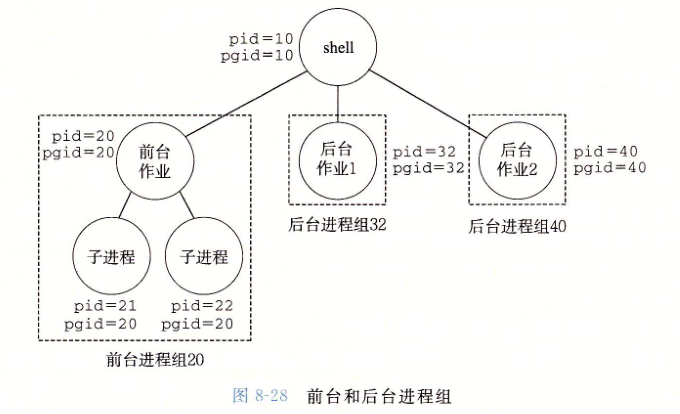 pid=10
pgid=10
shell
pid=20
pgid=20
前台
作业
后台
作业1
pid=32
pgid=32
后台
作业2
pid=40
pgid=40
后台进程组32
后台进程组40
子进程
子进程
pid=21
pgid=20
pid=22
pgid=20
前台进程组20
图 8-28 前台和后台进程组